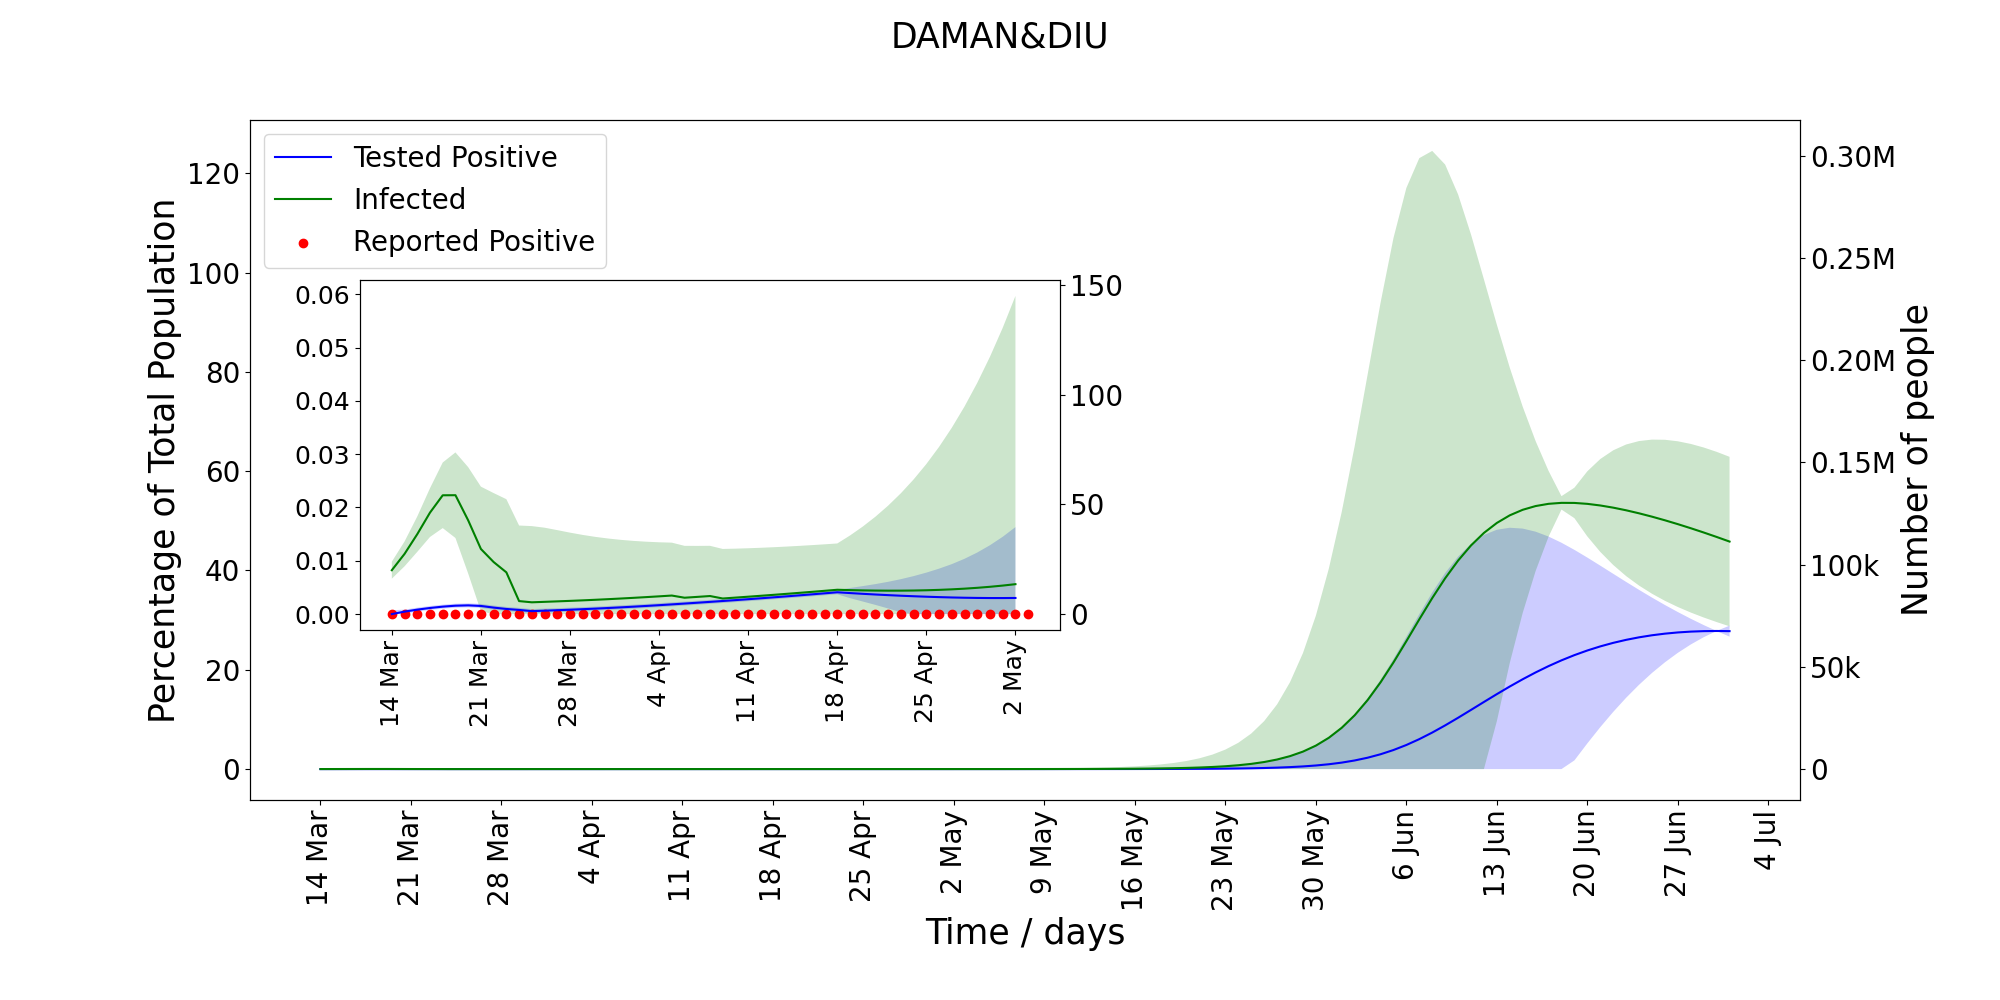 DAMAN&DIU
Tested Positive
Infected
Reported Positive
Percentage of Total Population
120
100
80
60
40
20
0
0.30M
0.25M
0.20M
0.15M
100k
50k
0
Number of people
0.06
0.05
0.04
0.03
0.02
0.01
0.00
150
100
50
0
14 Mar
21 Mar
28 Mar
4 Apr
11 Apr
18 Apr
25 Apr
2 May
14 Mar
21 Mar
28 Mar
4 Apr
11 Apr
18 Apr
25 Apr
2 May
9 May
16 May
23 May
30 May
6 Jun
13 Jun
20 Jun
27 Jun
4 Jul
Time / days